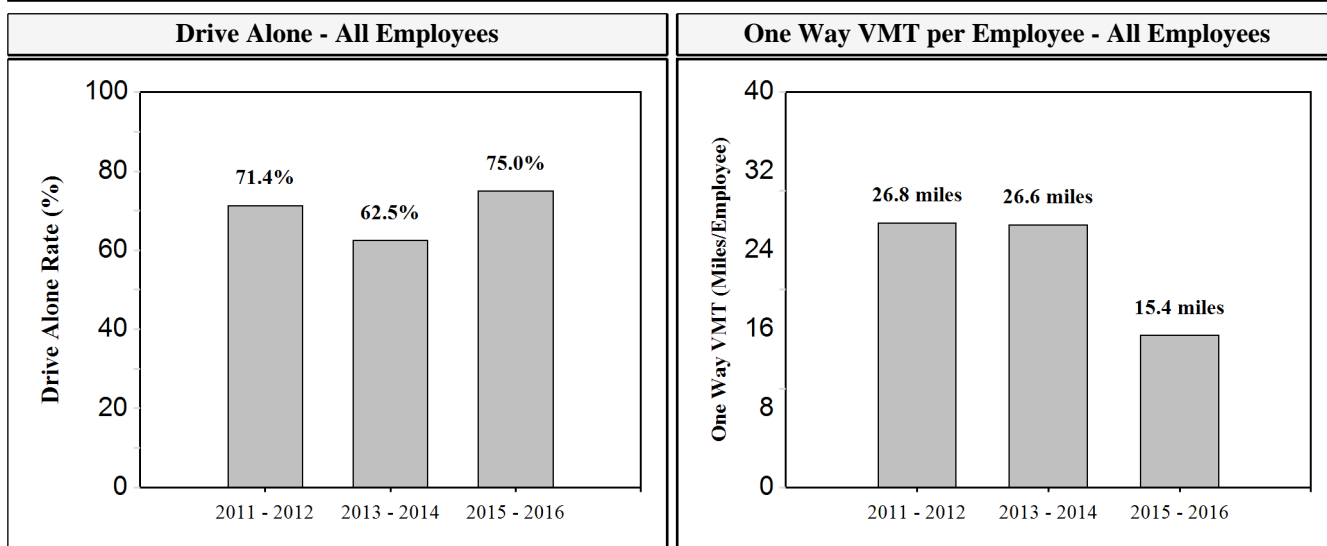 Drive Alone - All Employees
Drive Alone Rate (%)
100
80
60
40
20
0
71.4%
62.5%
75.0%
2011 - 2012
2013 - 2014
2015 - 2016
One Way VMT per Employee - All Employees
One Way VMT (Miles/Employee)
40
32
24
16
8
0
26.8 miles
26.6 miles
15.4 miles
2011 - 2012
2013 - 2014
2015 - 2016